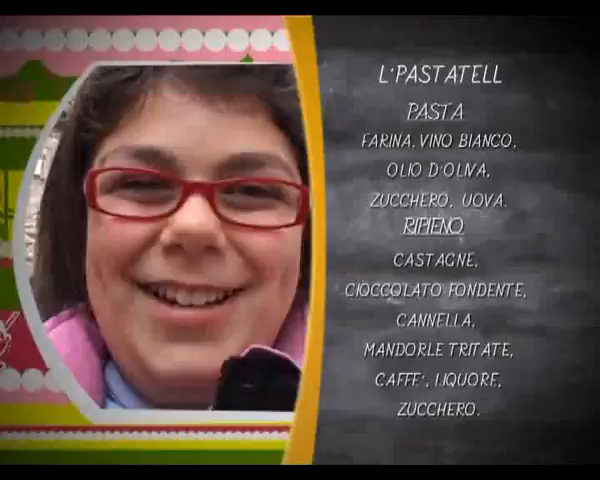 L'PASTATELL
PASTA
FARINA, VINO BIANCO,
OLIO D'OLIVA,
ZUCCHERO, UOVA.
RIPIENO
CASTAGNE,
CIOCCOLATO FONDENTE,
CANNELLA,
MANDORLE TRITATE,
CAFFE', LIQUORE,
ZUCCHERO.